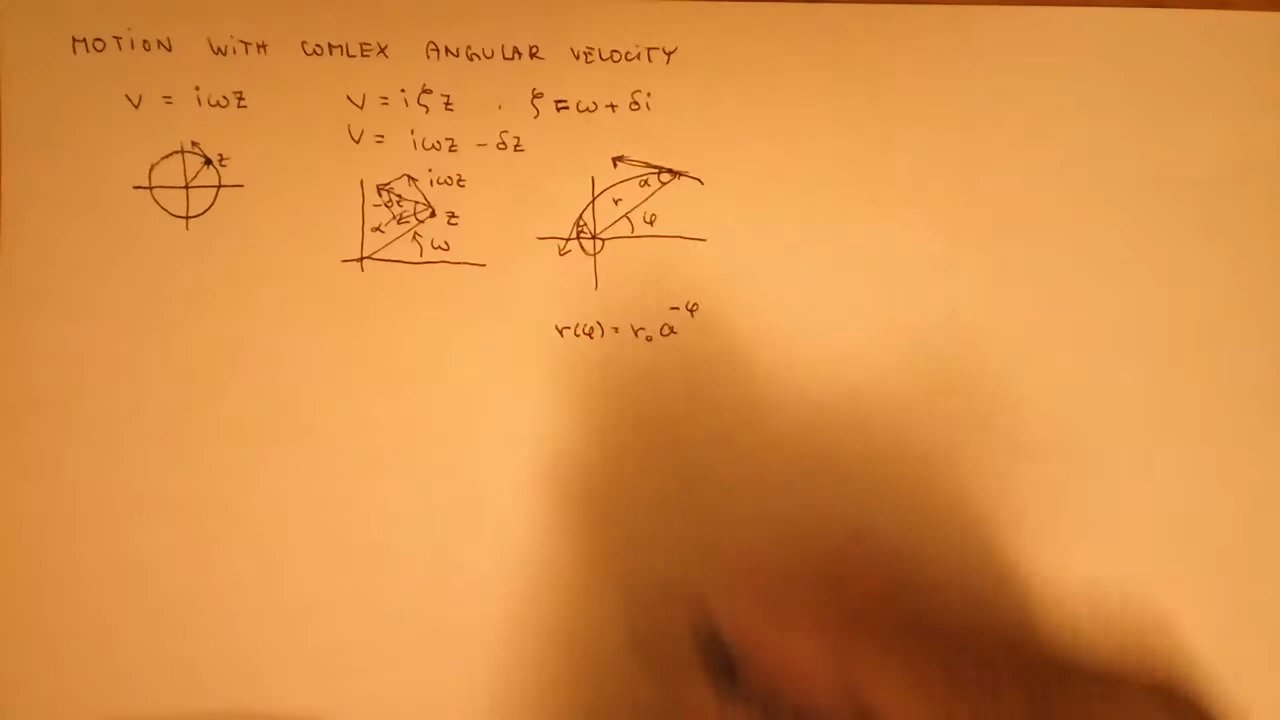 MOTION WITH COMLEX ANGULAR VELOCITY
v = iωz
v = iζz . ζ = ω + δi
v = iωz - δz
z
iωz
-δz
z
α
ω
α
r
φ
r(φ) = r₀ a^-φ